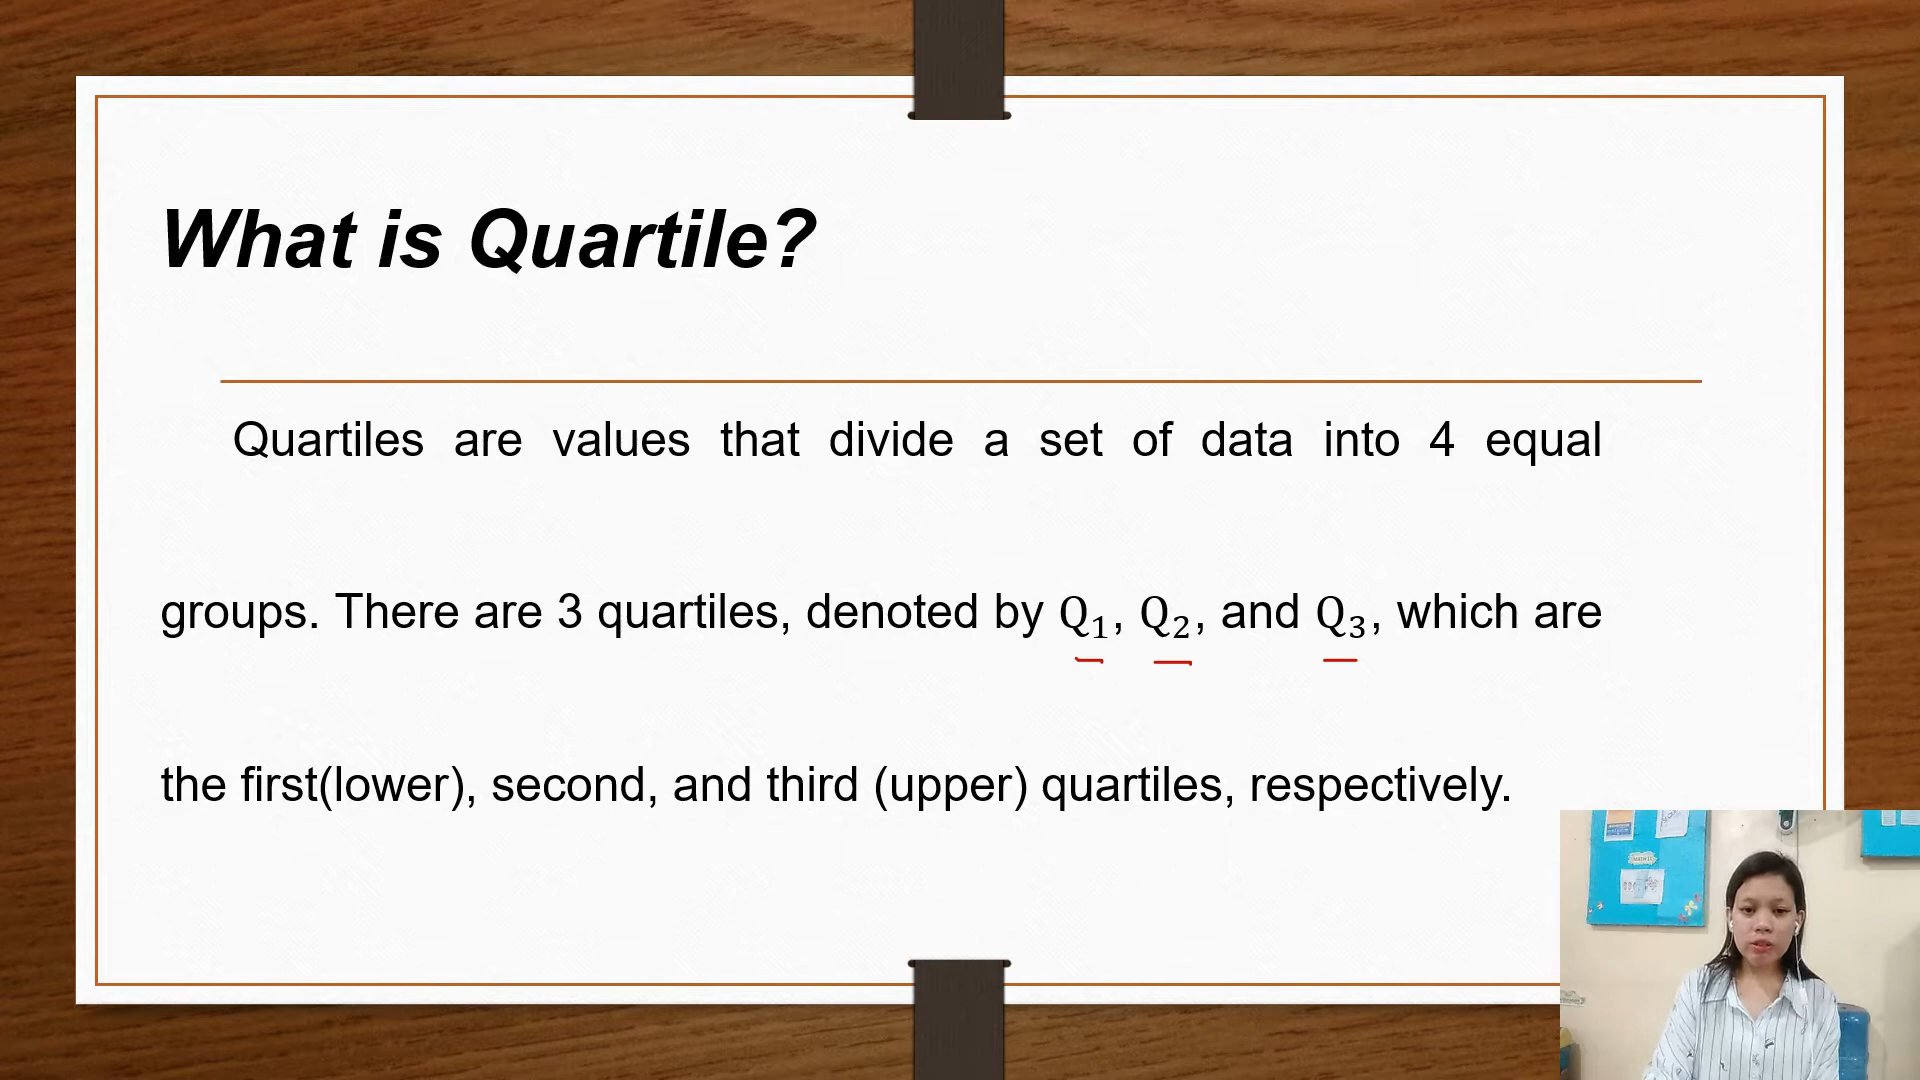 What is Quartile?
Quartiles are values that divide a set of data into 4 equal
groups. There are 3 quartiles, denoted by Q₁, Q₂, and Q₃, which are
the first(lower), second, and third (upper) quartiles, respectively.